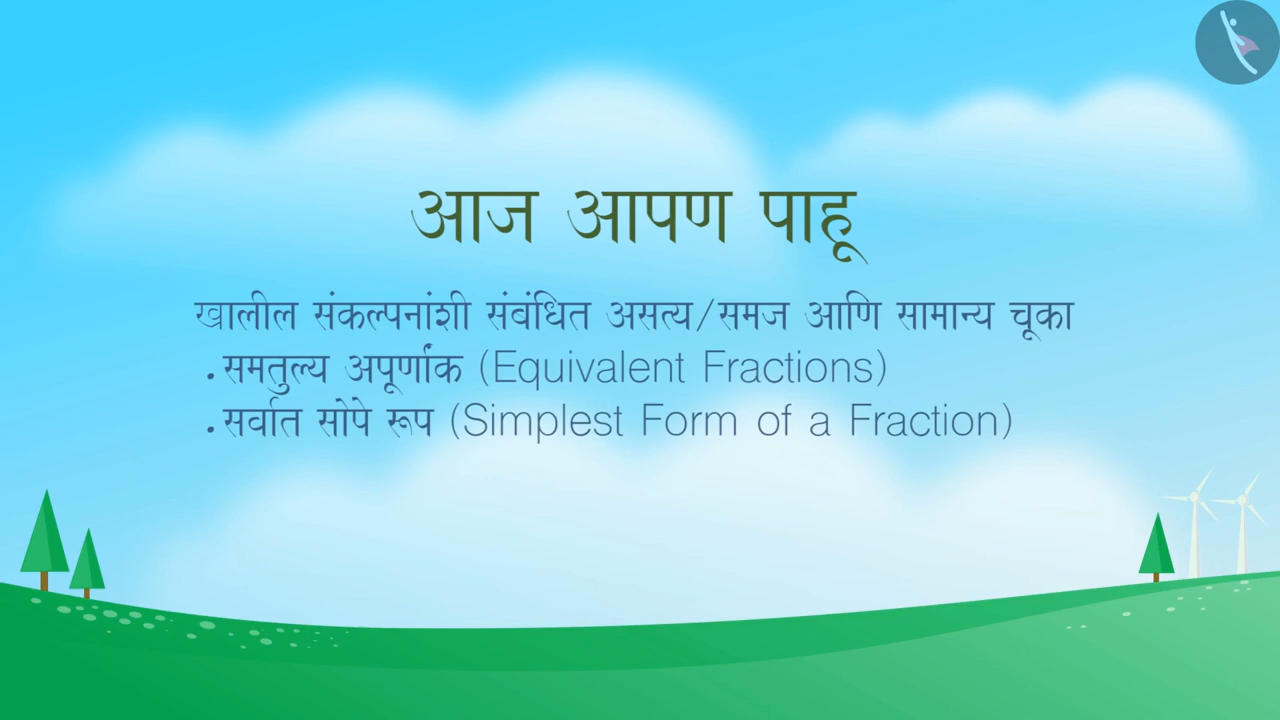 आज आपण पाहू
खालील संकल्पनांशी संबंधित असत्य/समज आणि सामान्य चूका
. समतुल्य अपूर्णांक (Equivalent Fractions)
. सर्वात सोपे रूप (Simplest Form of a Fraction)